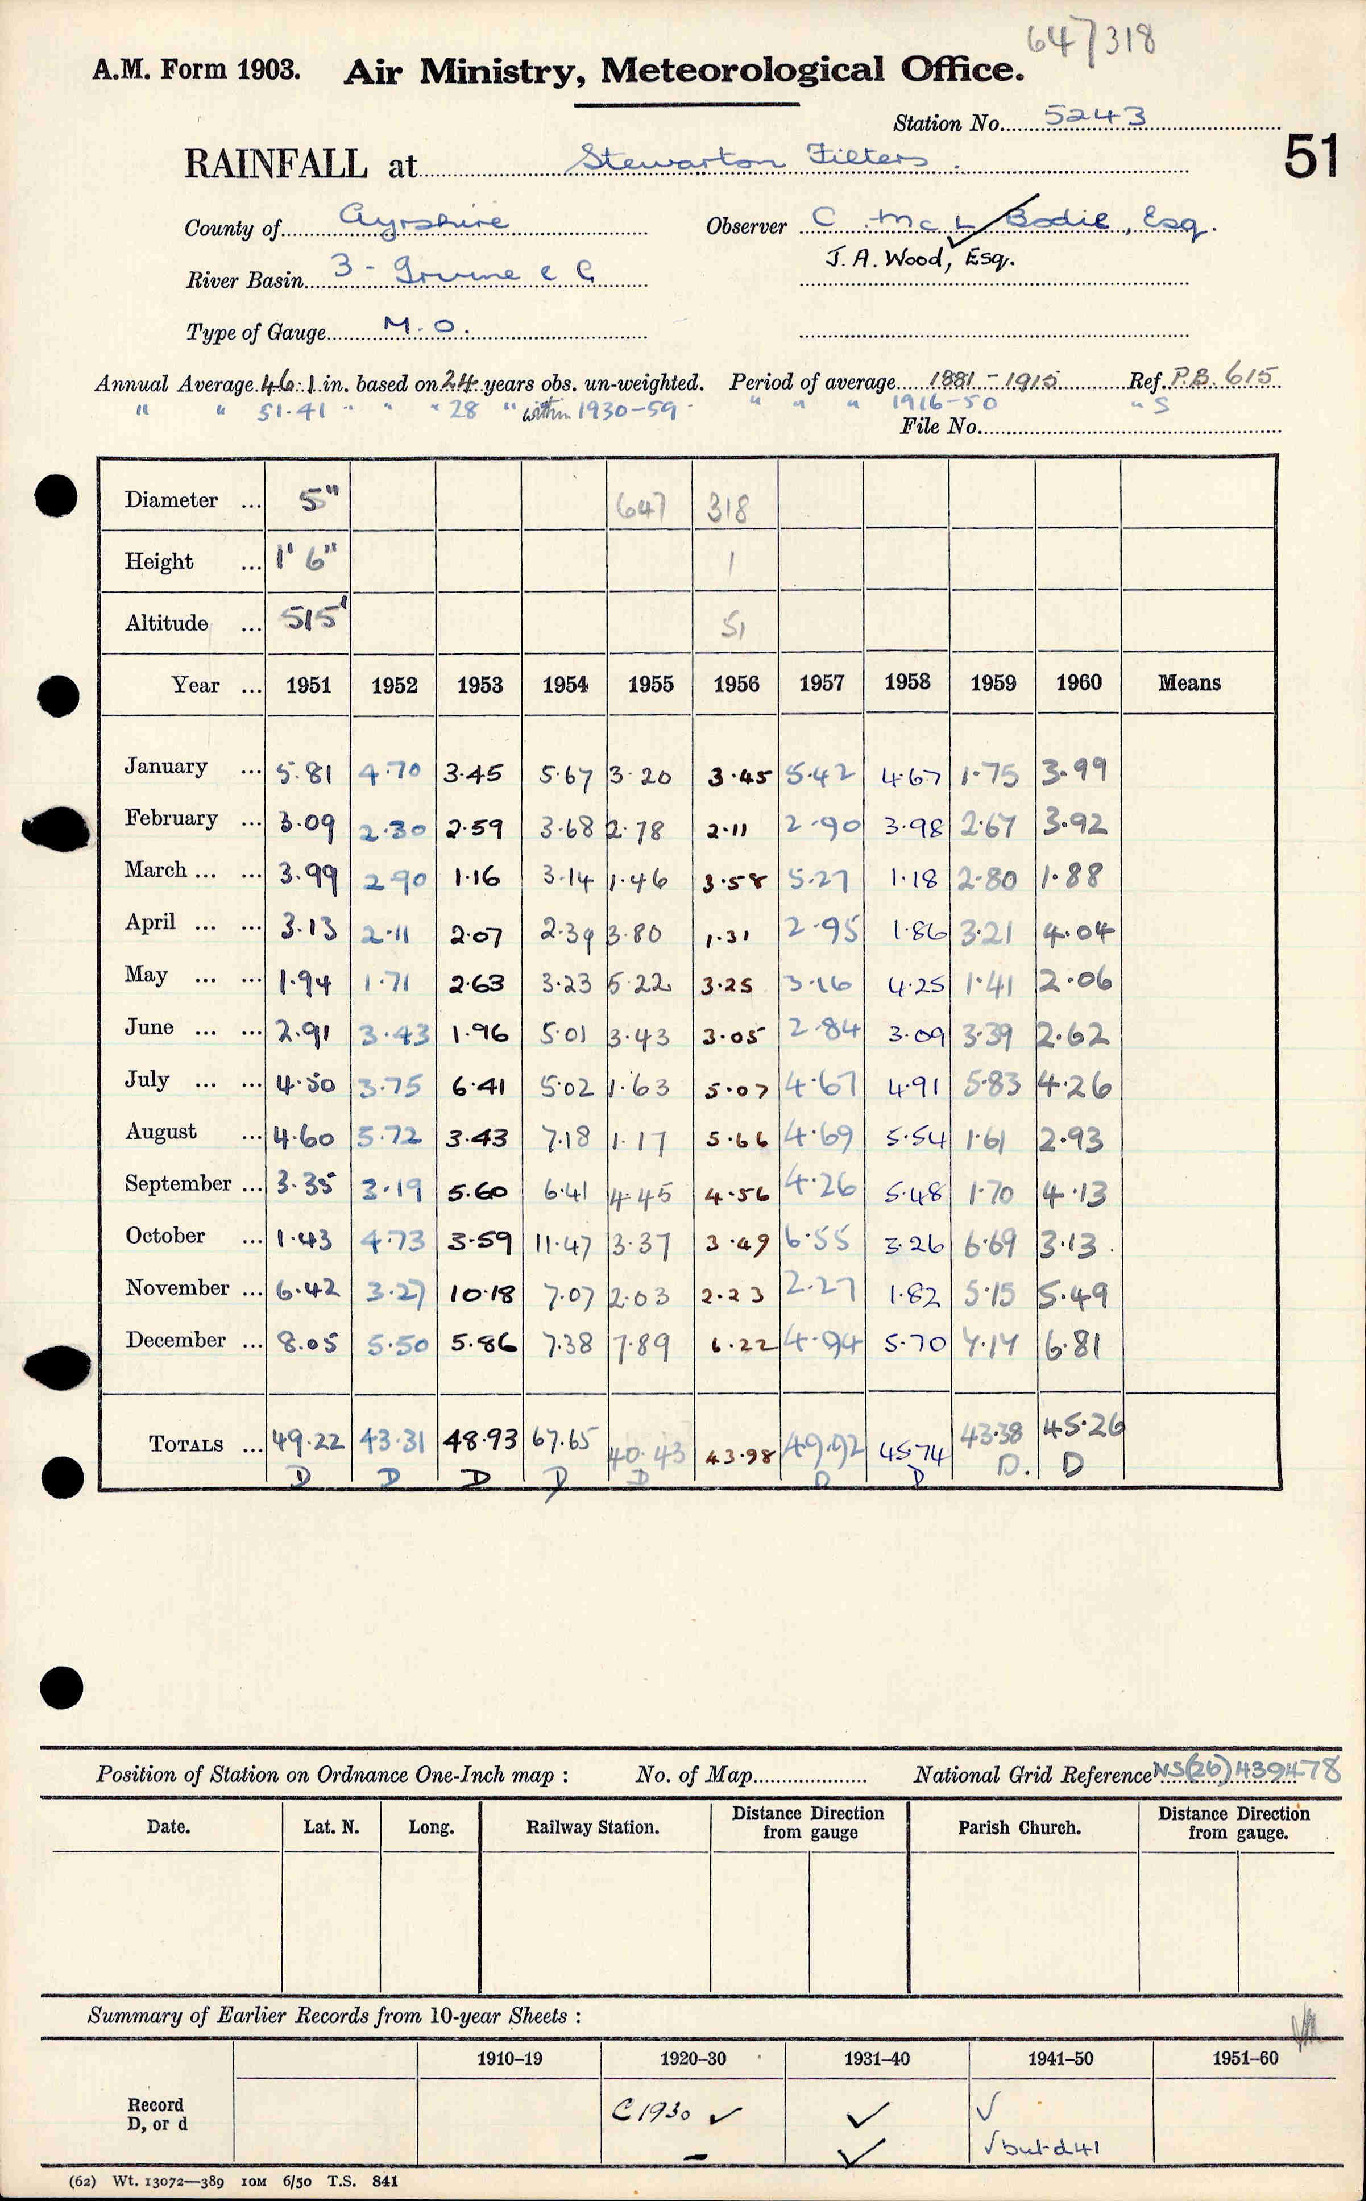 647/318
A.M. Form 1903. Air Ministry, Meteorological Office.
Station No. 5243
RAINFALL at Stewarton Filters. 51
County of Ayrshire Observer C. McL Bodie, Esq.
J. A. Wood, Esq.
River Basin 3 - Irvine & G
Type of Gauge M.O.
Annual Average 46.1 in. based on 24 years obs. un-weighted. Period of average 1881-1915 Ref. P.B. 615
" " 51.41 " " " 28 " within 1930-59. " " " 1916-50 " S
File No.
Diameter ... 5" 647 318
Height ... 1' 6" 1
Altitude ... 515' 51
Year ... 1951 1952 1953 1954 1955 1956 1957 1958 1959 1960 Means
January ... 5.81 4.70 3.45 5.67 3.20 3.45 5.42 4.67 1.75 3.99
February ... 3.09 2.30 2.59 3.68 2.78 2.11 2.90 3.98 2.67 3.92
March ... ... 3.99 2.90 1.16 3.14 1.46 3.58 5.27 1.18 2.80 1.88
April ... ... 3.13 2.11 2.07 2.39 3.80 1.31 2.95 1.86 3.21 4.04
May ... ... 1.94 1.71 2.63 3.23 5.22 3.25 3.16 4.25 1.41 2.06
June ... ... 2.91 3.43 1.96 5.01 3.43 3.05 2.84 3.09 3.39 2.62
July ... ... 4.50 3.75 6.41 5.02 1.63 5.07 4.67 4.91 5.83 4.26
August ... 4.60 5.72 3.43 7.18 1.17 5.66 4.69 5.54 1.61 2.93
September ... 3.35 3.19 5.60 6.41 4.45 4.56 4.26 5.48 1.70 4.13
October ... 1.43 4.73 3.59 11.47 3.37 3.49 6.55 3.26 6.69 3.13
November ... 6.42 3.27 10.18 7.07 2.03 2.23 2.27 1.82 5.15 5.49
December ... 8.05 5.50 5.86 7.38 7.89 6.22 4.94 5.70 7.17 6.81
TOTALS ... 49.22 43.31 48.93 67.65 40.43 43.98 49.92 45.74 43.38 45.26
D D D D D D D D. D
Position of Station on Ordnance One-Inch map : No. of Map National Grid Reference NS(26)439478
Date. Lat. N. Long. Railway Station. Distance from gauge Direction Parish Church. Distance from gauge. Direction
Summary of Earlier Records from 10-year Sheets :
1910–19 1920–30 1931–40 1941–50 1951–60
Record C1930 ✓ ✓ ✓
D, or d – ✓ ✓ but d41
(62) Wt. 13072—389 10M 6/50 T.S. 841